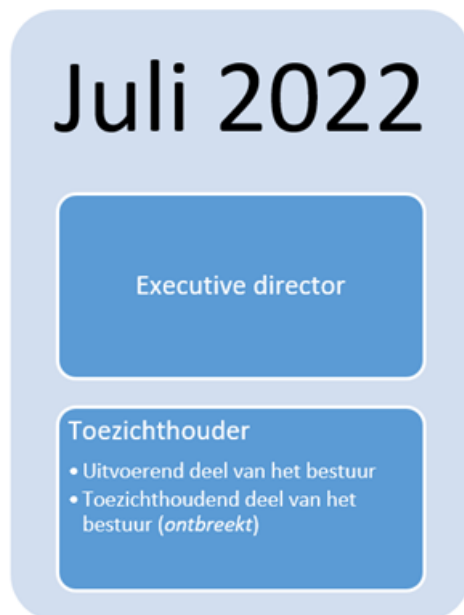 Juli 2022
Executive director
Toezichthouder
• Uitvoerend deel van het bestuur
• Toezichthoudend deel van het
bestuur (ontbreekt)